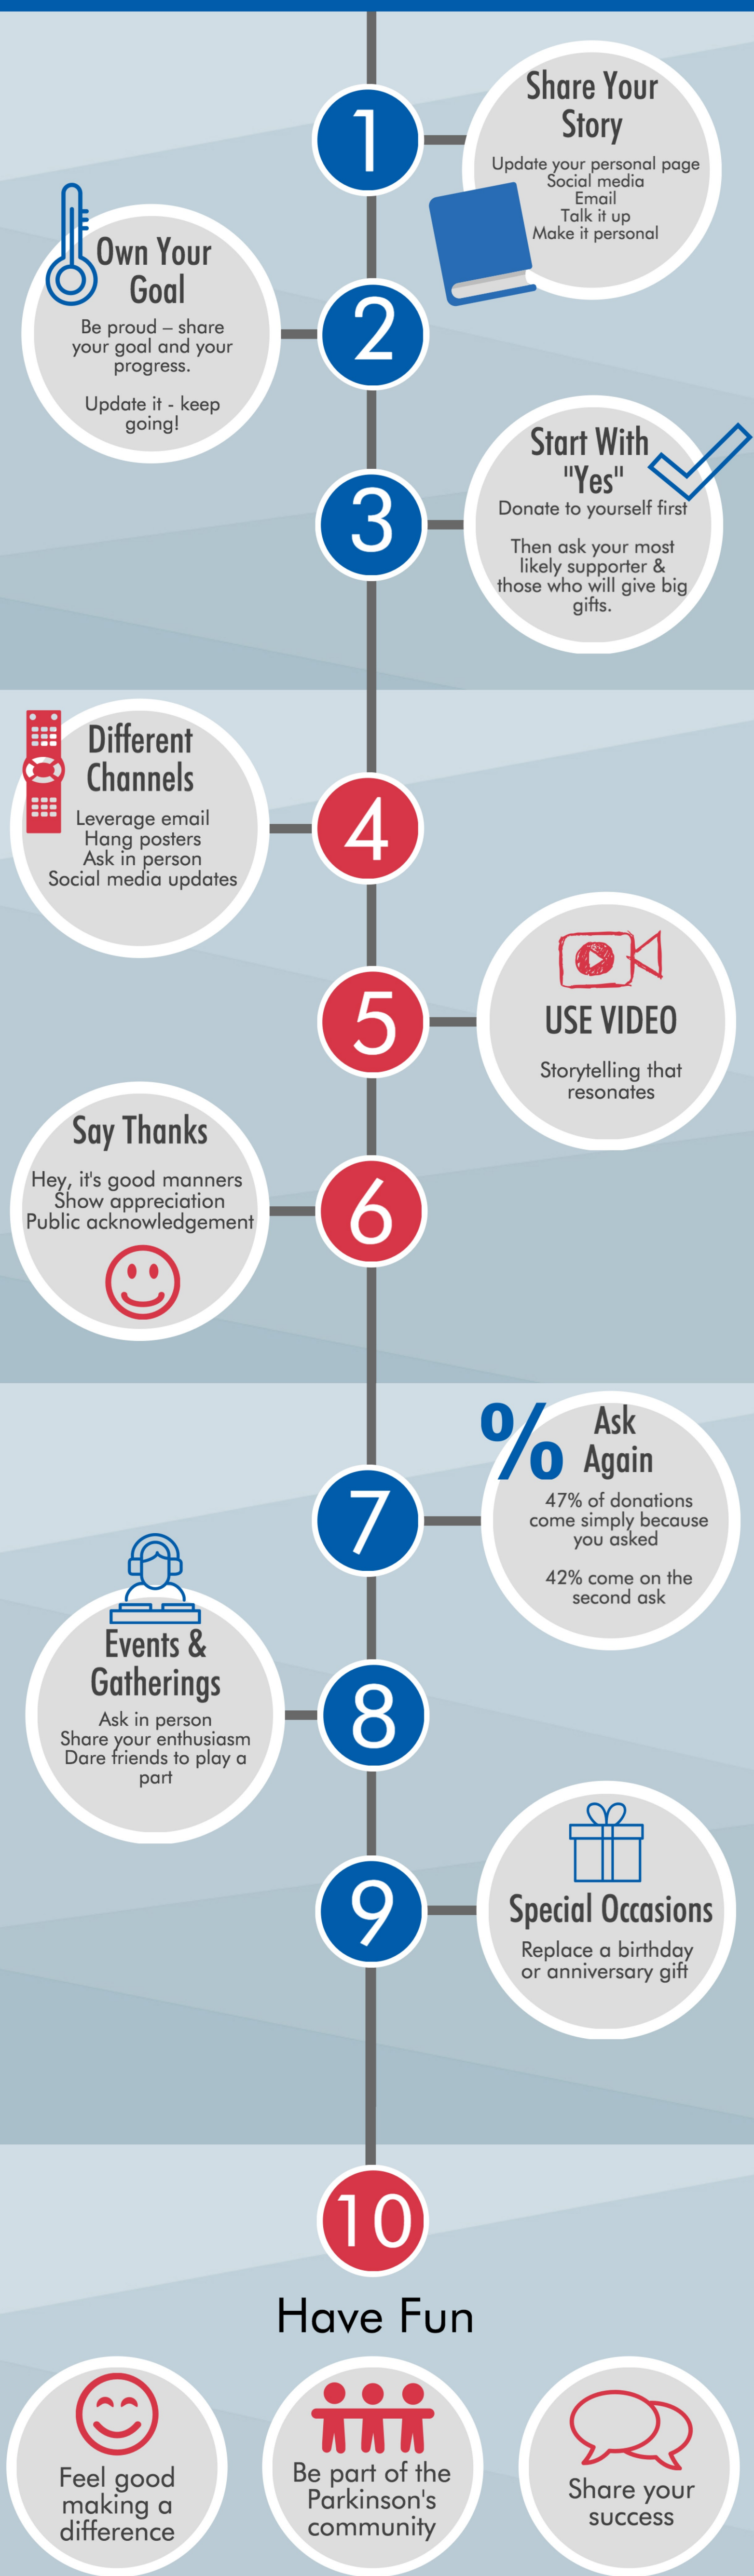 1
Share Your
Story
Update your personal page
Social media
Email
Talk it up
Make it personal
Own Your
Goal
Be proud – share
your goal and your
progress.
Update it - keep
going!
2
Start With
"Yes"
Donate to yourself first
Then ask your most
likely supporter &
those who will give big
gifts.
3
Different
Channels
Leverage email
Hang posters
Ask in person
Social media updates
4
5
USE VIDEO
Storytelling that
resonates
Say Thanks
Hey, it's good manners
Show appreciation
Public acknowledgement
6
%
Ask
Again
47% of donations
come simply because
you asked
42% come on the
second ask
7
Events &
Gatherings
Ask in person
Share your enthusiasm
Dare friends to play a
part
8
9
Special Occasions
Replace a birthday
or anniversary gift
10
Have Fun
Feel good
making a
difference
Be part of the
Parkinson's
community
Share your
success